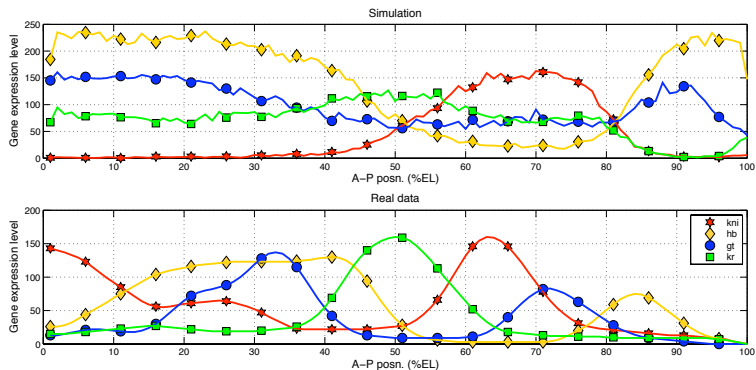 Simulation
Gene expression level
250
200
150
100
50
0
0 10 20 30 40 50 60 70 80 90 100
A−P posn. (%EL)
Real data
Gene expression level
200
150
100
50
0
kni
hb
gt
kr
0 10 20 30 40 50 60 70 80 90 100
A−P posn. (%EL)